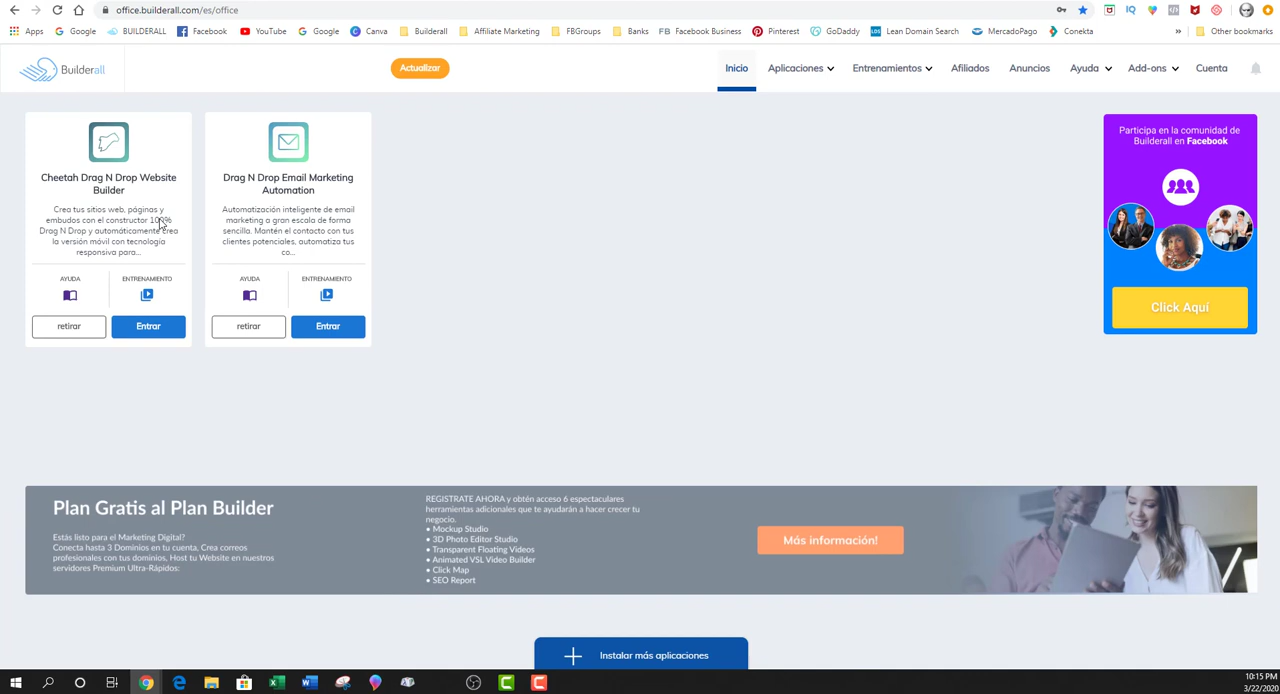 office.builderall.com/es/office
Apps
Google
BUILDERALL
Facebook
YouTube
Google
Canva
Builderall
Affiliate Marketing
FBGroups
Banks
FB Facebook Business
Pinterest
GoDaddy
LDS Lean Domain Search
MercadoPago
Conekta
»
Other bookmarks
Builderall
Actualizar
Inicio
Aplicaciones
Entrenamientos
Afiliados
Anuncios
Ayuda
Add-ons
Cuenta
Cheetah Drag N Drop Website
Builder
Crea tus sitios web, páginas y
embudos con el constructor 100%
Drag N Drop y automáticamente crea
la versión móvil con tecnología
responsiva para...
AYUDA
ENTRENAMIENTO
retirar
Entrar
Drag N Drop Email Marketing
Automation
Automatización inteligente de email
marketing a gran escala de forma
sencilla. Mantén el contacto con tus
clientes potenciales, automatiza tus
co...
AYUDA
ENTRENAMIENTO
retirar
Entrar
Participa en la comunidad de
Builderall en Facebook
Click Aquí
Plan Gratis al Plan Builder
Estás listo para el Marketing Digital?
Conecta hasta 3 Dominios en tu cuenta, Crea correos
profesionales con tus dominios, Host tu Website en nuestros
servidores Premium Ultra-Rápidos:
REGISTRATE AHORA y obtén acceso 6 espectaculares
herramientas adicionales que te ayudarán a hacer crecer tu
negocio.
• Mockup Studio
• 3D Photo Editor Studio
• Transparent Floating Videos
• Animated VSL Video Builder
• Click Map
• SEO Report
Más información!
Instalar más aplicaciones
10:15 PM
3/22/2020